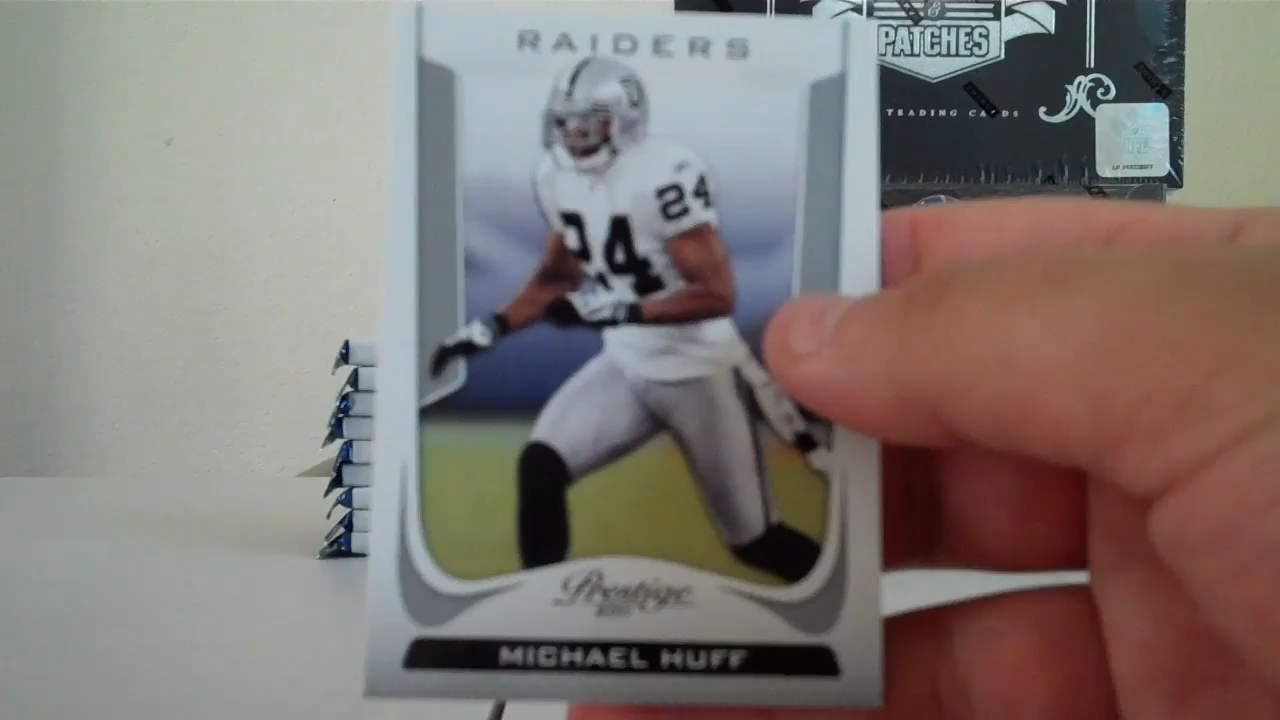 RAIDERS
24
24
Prestige
MICHAEL HUFF
&
PATCHES
TRADING CARDS